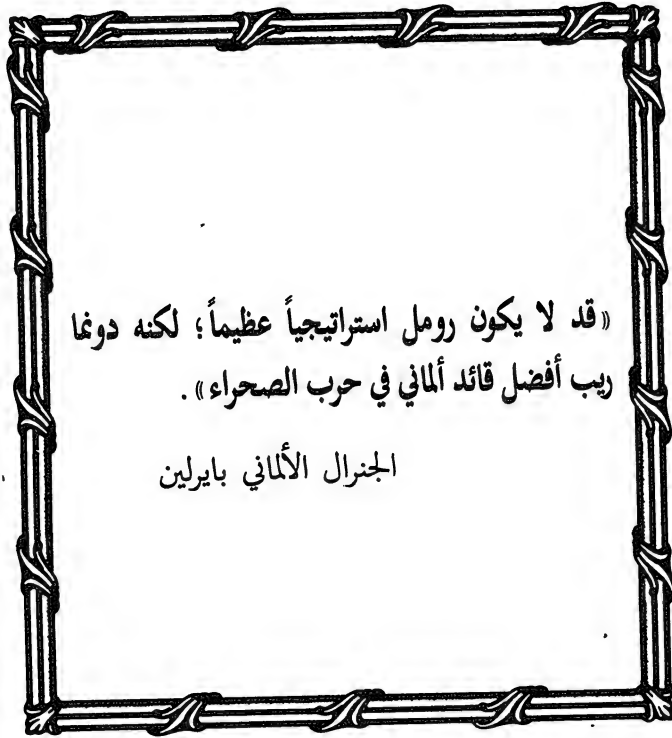 «قد لا يكون رومل استراتيجياً عظيماً؛ لكنه دونما
ريب أفضل قائد ألماني في حرب الصحراء».
الجنرال الألماني بايرلين